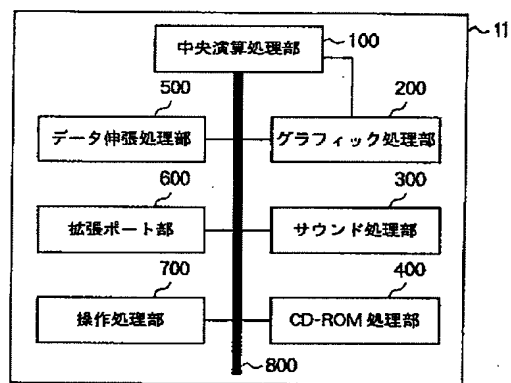 11
100
中央演算処理部
500
200
データ伸張処理部
グラフィック処理部
600
300
拡張ポート部
サウンド処理部
700
400
操作処理部
CD-ROM 処理部
800